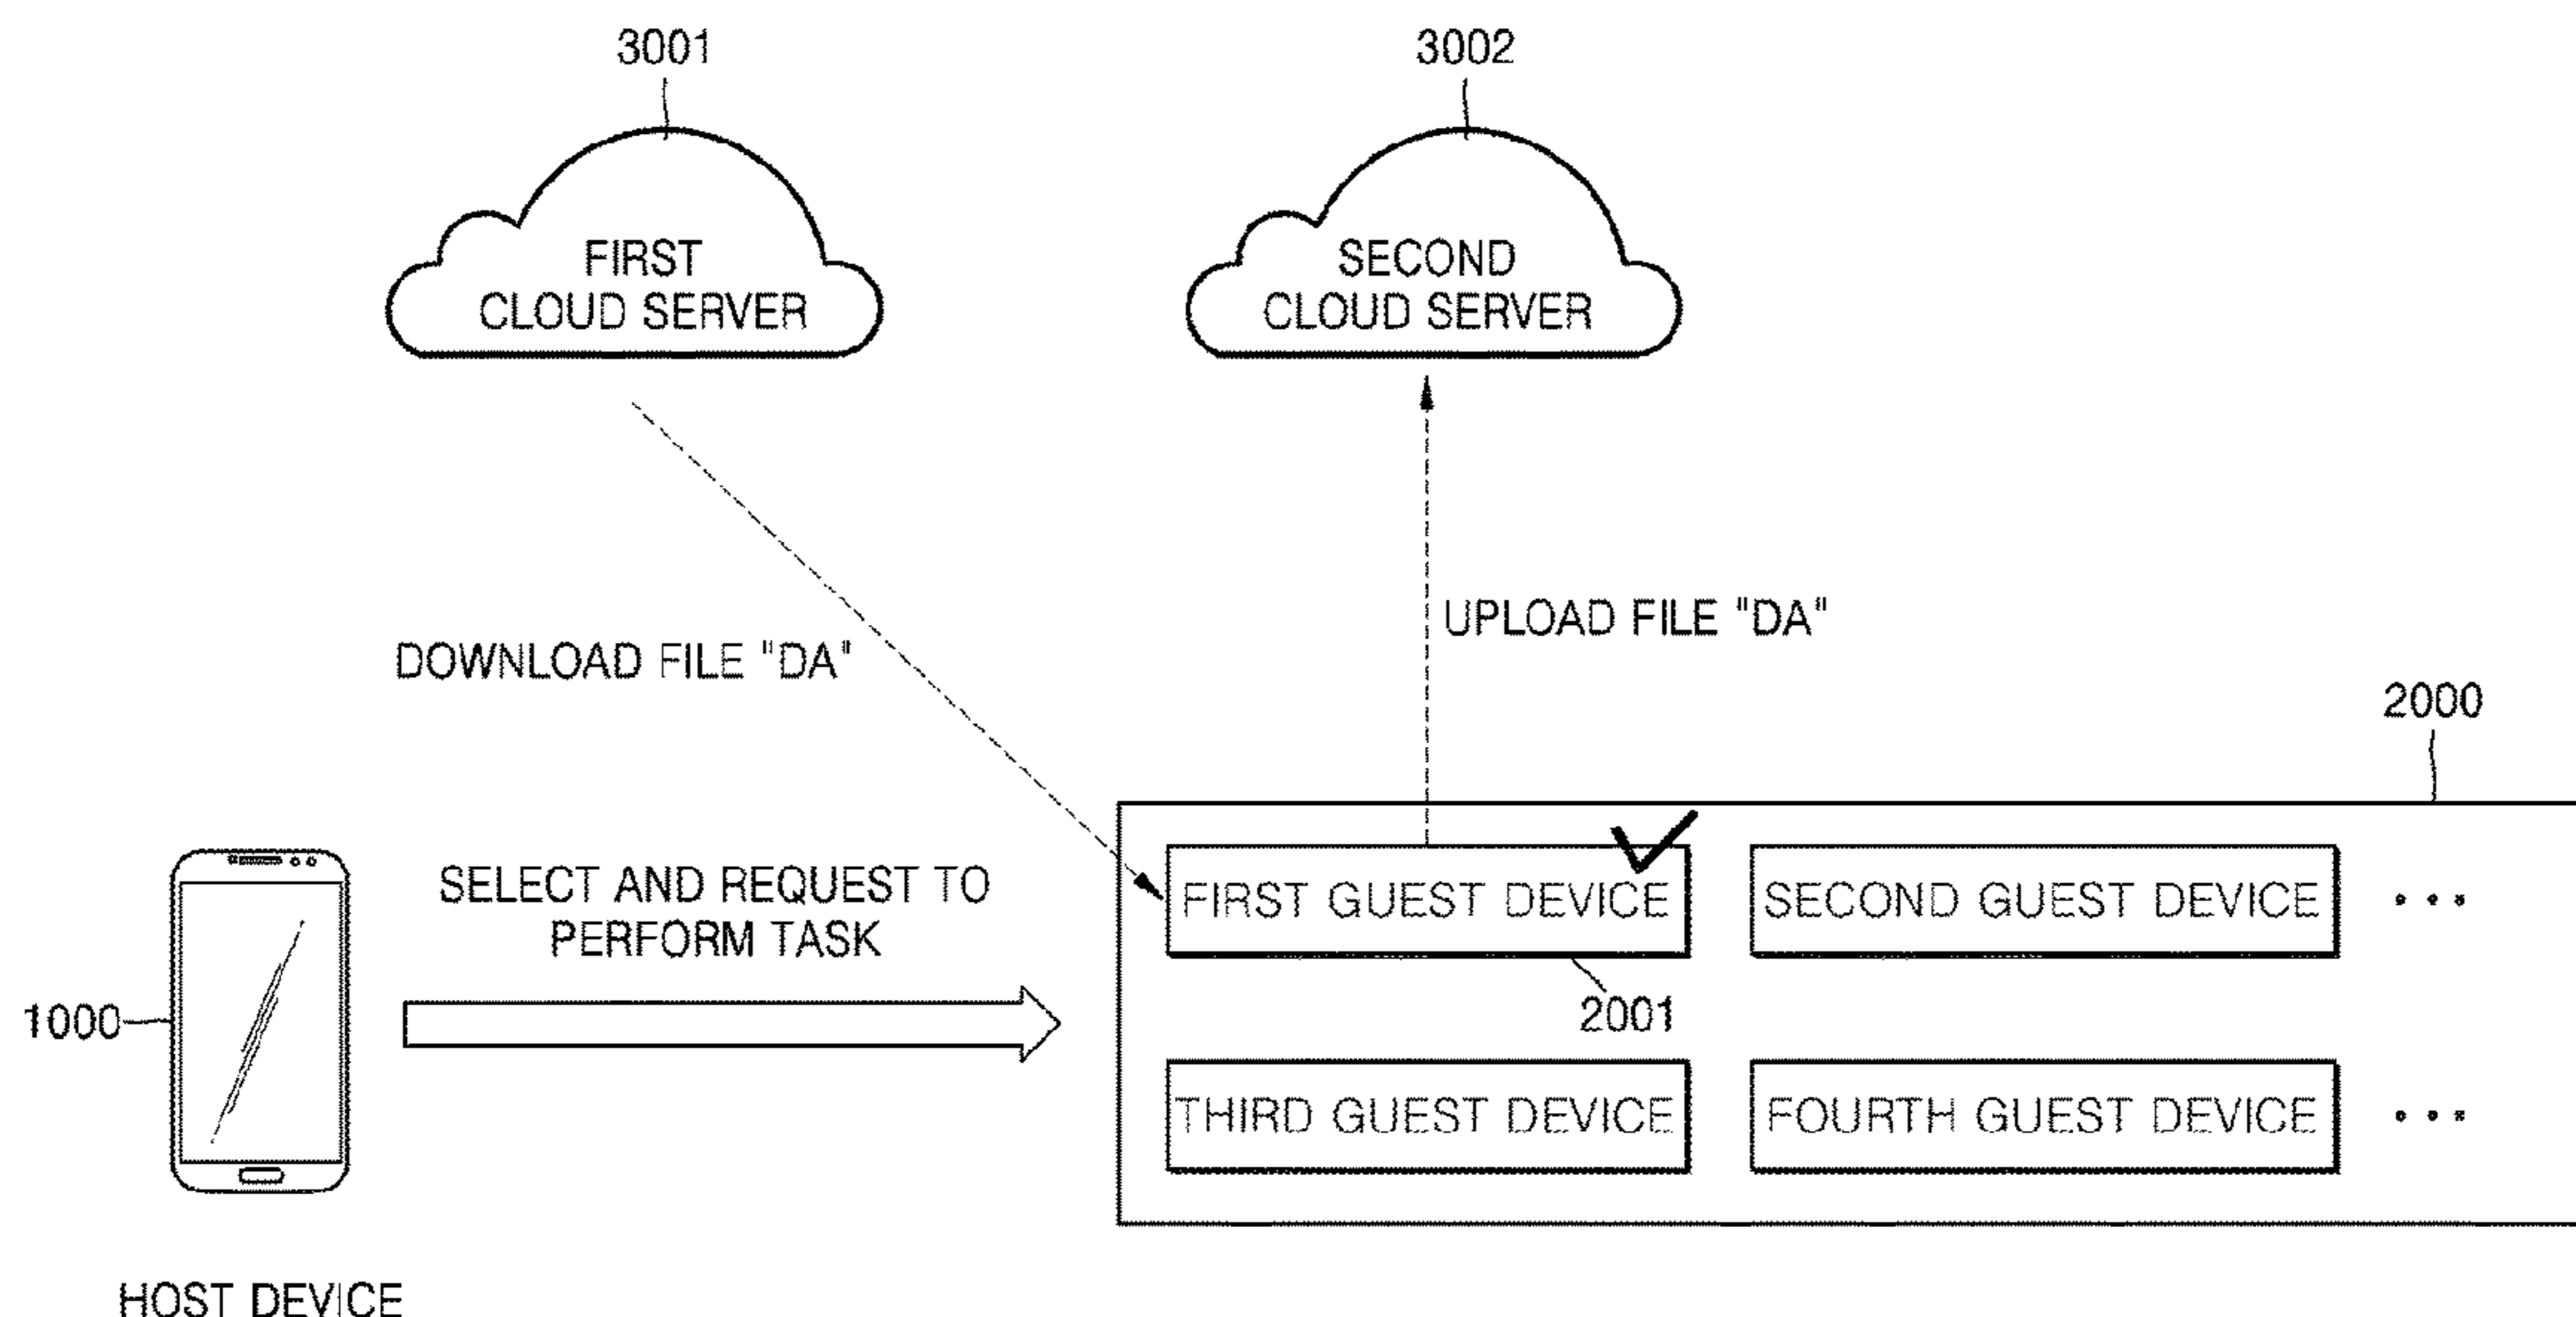 3001
3002
FIRST
CLOUD SERVER
SECOND
CLOUD SERVER
DOWNLOAD FILE "DA"
UPLOAD FILE "DA"
2000
SELECT AND REQUEST TO
PERFORM TASK
FIRST GUEST DEVICE
SECOND GUEST DEVICE
...
1000
2001
THIRD GUEST DEVICE
FOURTH GUEST DEVICE
...
HOST DEVICE